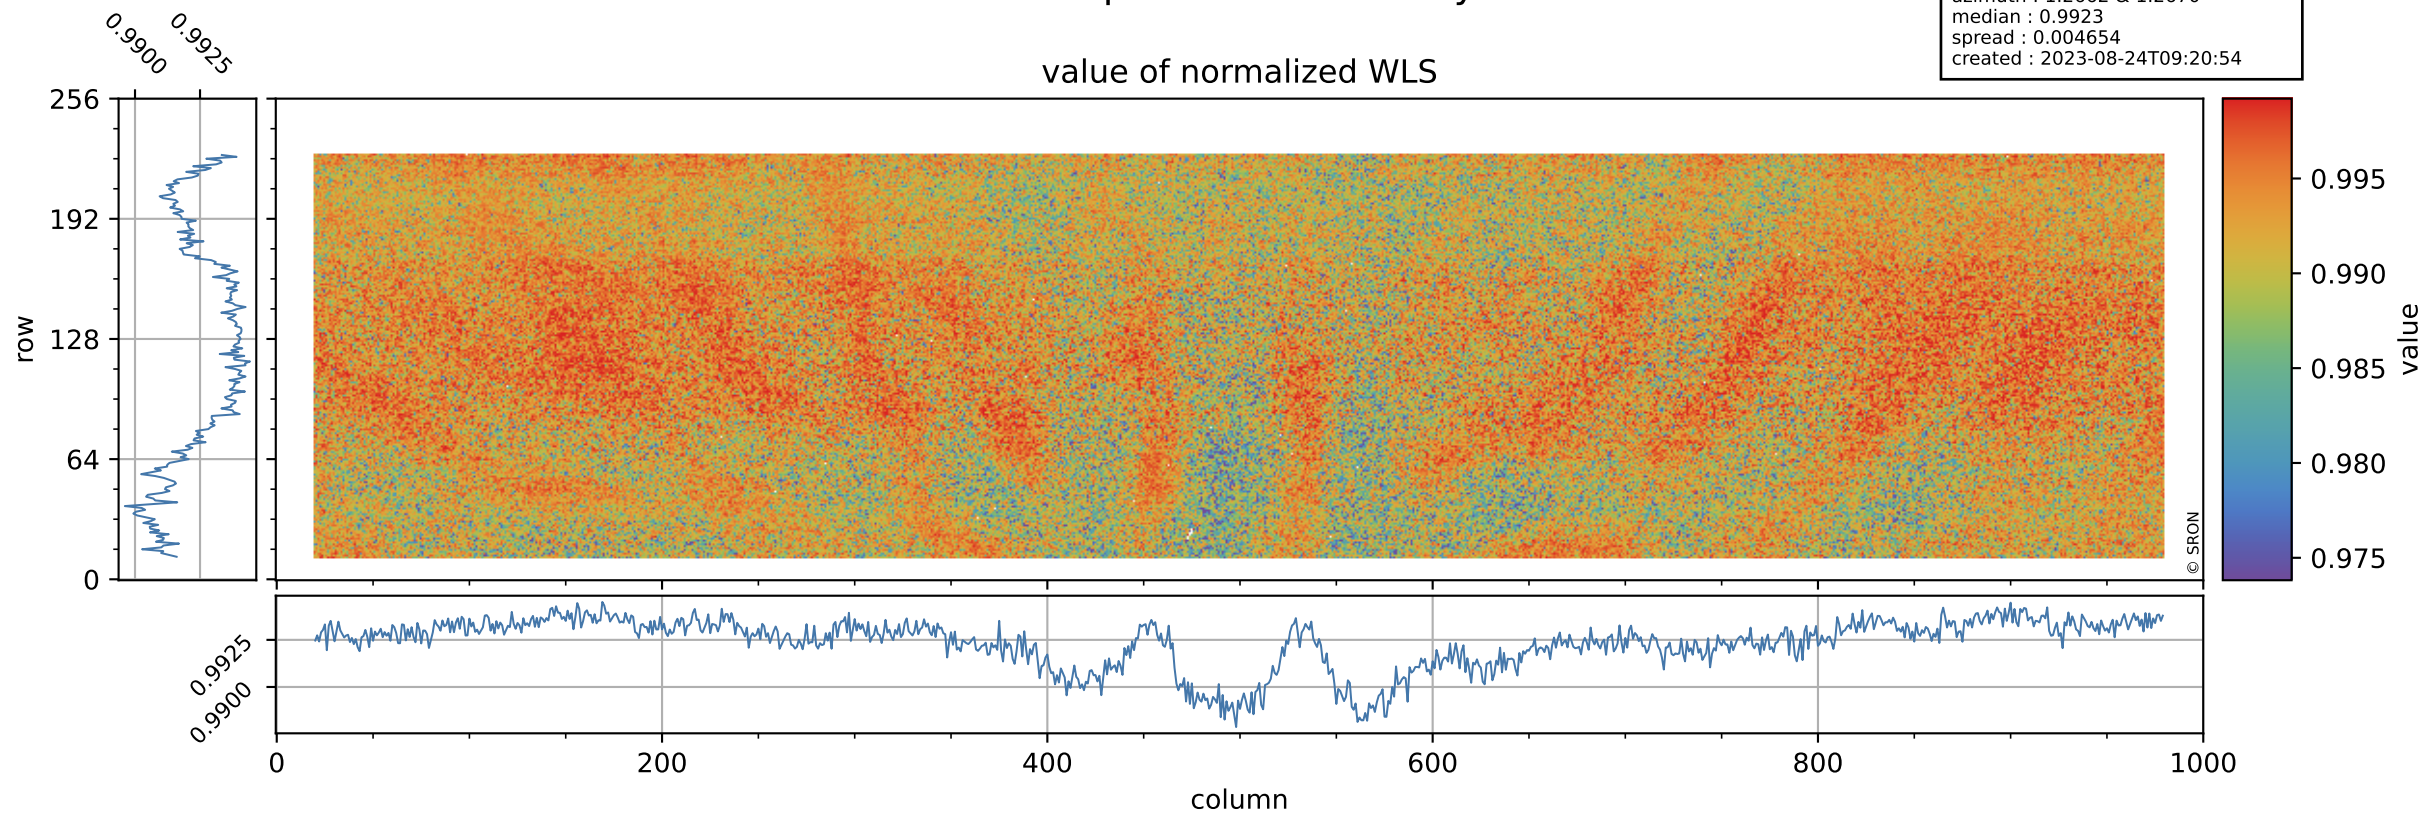 median : 0.9923
spread : 0.004654
created : 2023-08-24T09:20:54
value of normalized WLS
0.9900
0.9925
256
192
128
64
0
row
© SRON
0.995
0.990
0.985
0.980
0.975
value
0.9925
0.9900
0
200
400
600
800
1000
column